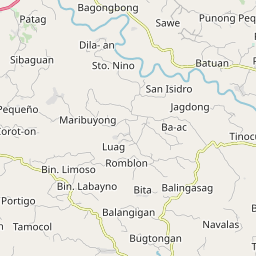 Bagongbong
Patag
Sawe
Punong Peq
Dila- an
Sibaguan
Sto. Nino
Batuan
San Isidro
Pequeño
Jagdong
Maribuyong
Ba-ac
orot-on
Tinocu
Luag
Romblon
Bin. Limoso
Bin. Labayno
Bita
Balingasag
Portigo
Balangigan
Tamocol
Navalas
Bugtongan